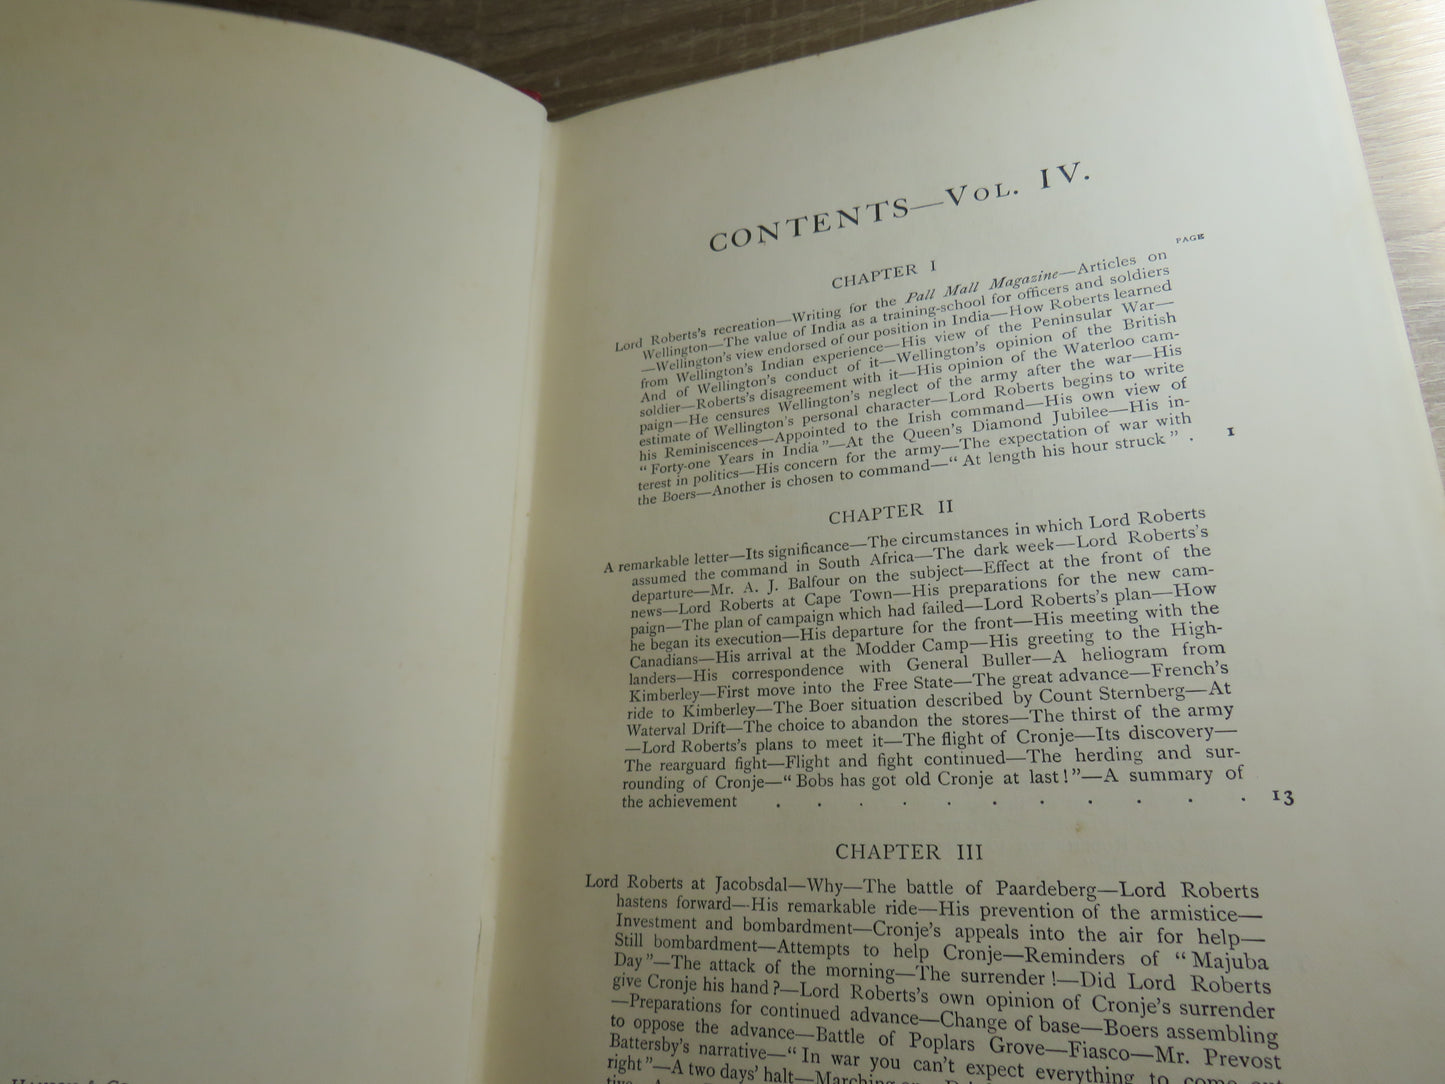 CONTENTS—Vol. IV.
PAGE
CHAPTER I
Lord Roberts's recreation—Writing for the Pall Mall Magazine—Articles on
Wellington—The value of India as a training-school for officers and soldiers
—Wellington's view endorsed of our position in India—How Roberts learned
from Wellington's Indian experience—His view of the Peninsular War—
And of Wellington's conduct of it—Wellington's opinion of the British
soldier—Roberts's disagreement with it—His opinion of the Waterloo cam-
paign—He censures Wellington's neglect of the army after the war—His
estimate of Wellington's personal character—Lord Roberts begins to write
his Reminiscences—Appointed to the Irish command—His own view of
"Forty-one Years in India"—At the Queen's Diamond Jubilee—His in-
terest in politics—His concern for the army—The expectation of war with
the Boers—Another is chosen to command—"At length his hour struck" . 1
CHAPTER II
A remarkable letter—Its significance—The circumstances in which Lord Roberts
assumed the command in South Africa—The dark week—Lord Roberts's
departure—Mr. A. J. Balfour on the subject—Effect at the front of the
news—Lord Roberts at Cape Town—His preparations for the new cam-
paign—The plan of campaign which had failed—Lord Roberts's plan—How
he began its execution—His departure for the front—His meeting with the
Canadians—His arrival at the Modder Camp—His greeting to the High-
landers—His correspondence with General Buller—A heliogram from
Kimberley—First move into the Free State—The great advance—French's
ride to Kimberley—The Boer situation described by Count Sternberg—At
Waterval Drift—The choice to abandon the stores—The thirst of the army
—Lord Roberts's plans to meet it—The flight of Cronje—Its discovery—
The rearguard fight—Flight and fight continued—The herding and sur-
rounding of Cronje—"Bobs has got old Cronje at last!"—A summary of
the achievement . . . . . . . . . . . . 13
CHAPTER III
Lord Roberts at Jacobsdal—Why—The battle of Paardeberg—Lord Roberts
hastens forward—His remarkable ride—His prevention of the armistice—
Investment and bombardment—Cronje's appeals into the air for help—
Still bombardment—Attempts to help Cronje—Reminders of "Majuba
Day"—The attack of the morning—The surrender!—Did Lord Roberts
give Cronje his hand?—Lord Roberts's own opinion of Cronje's surrender
—Preparations for continued advance—Change of base—Boers assembling
to oppose the advance—Battle of Poplars Grove—Fiasco—Mr. Prevost
Battersby's narrative—"In war you can't expect everything to come out
right"—A two days' halt—Marching on